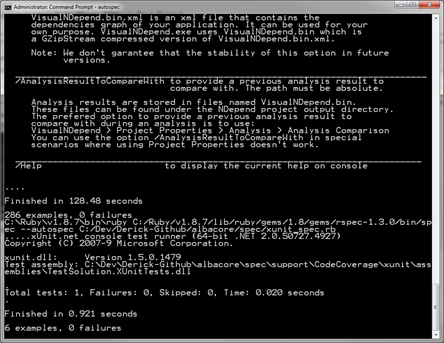 Administrator: Command Prompt - autospec
VisualNDepend.bin.xml is an xml file that contains the
dependencies graph of your application. It can be used for your
own purpose. VisualNDepend.exe uses VisualNDepend.bin which is
a GZipStream compressed version of VisualNDepend.bin.xml.
Note: We don't garantee that the stability of this option in future
versions.
/AnalysisResultToCompareWith to provide a previous analysis result to
compare with. The path must be absolute.
Analysis results are stored in files named VisualNDepend.bin.
These files can be found under the NDepend project output directory.
The prefered option to provide a previous analysis result to
compare with during an analysis is to use:
VisualNDepend > Project Properties > Analysis > Analysis Comparison
You can use the option /AnalysisResultToCompareWith in special
scenarios where using Project Properties doesn't work.
/Help to display the current help on console
....
Finished in 128.48 seconds
286 examples, 0 failures
C:\Ruby\v1.8.7\bin\ruby C:/Ruby/v1.8.7/lib/ruby/gems/1.8/gems/rspec-1.3.0/bin/sp
ec --autospec C:/Dev/Derick-Github/albacore/spec/xunit_spec.rb
.....xUnit.net console test runner (64-bit .NET 2.0.50727.4927)
Copyright (C) 2007-9 Microsoft Corporation.
xunit.dll: Version 1.5.0.1479
Test assembly: C:\Dev\Derick-Github\albacore\spec\support\CodeCoverage\xunit\ass
emblies\TestSolution.XUnitTests.dll
.
Total tests: 1, Failures: 0, Skipped: 0, Time: 0.020 seconds
.
Finished in 0.921 seconds
6 examples, 0 failures